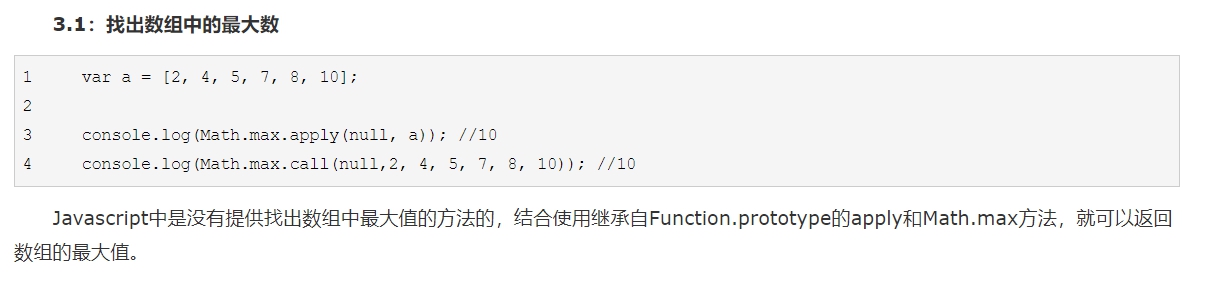 3.1：找出数组中的最大数
1 var a = [2, 4, 5, 7, 8, 10];
2
3 console.log(Math.max.apply(null, a)); //10
4 console.log(Math.max.call(null,2, 4, 5, 7, 8, 10)); //10
Javascript中是没有提供找出数组中最大值的方法的，结合使用继承自Function.prototype的apply和Math.max方法，就可以返回
数组的最大值。